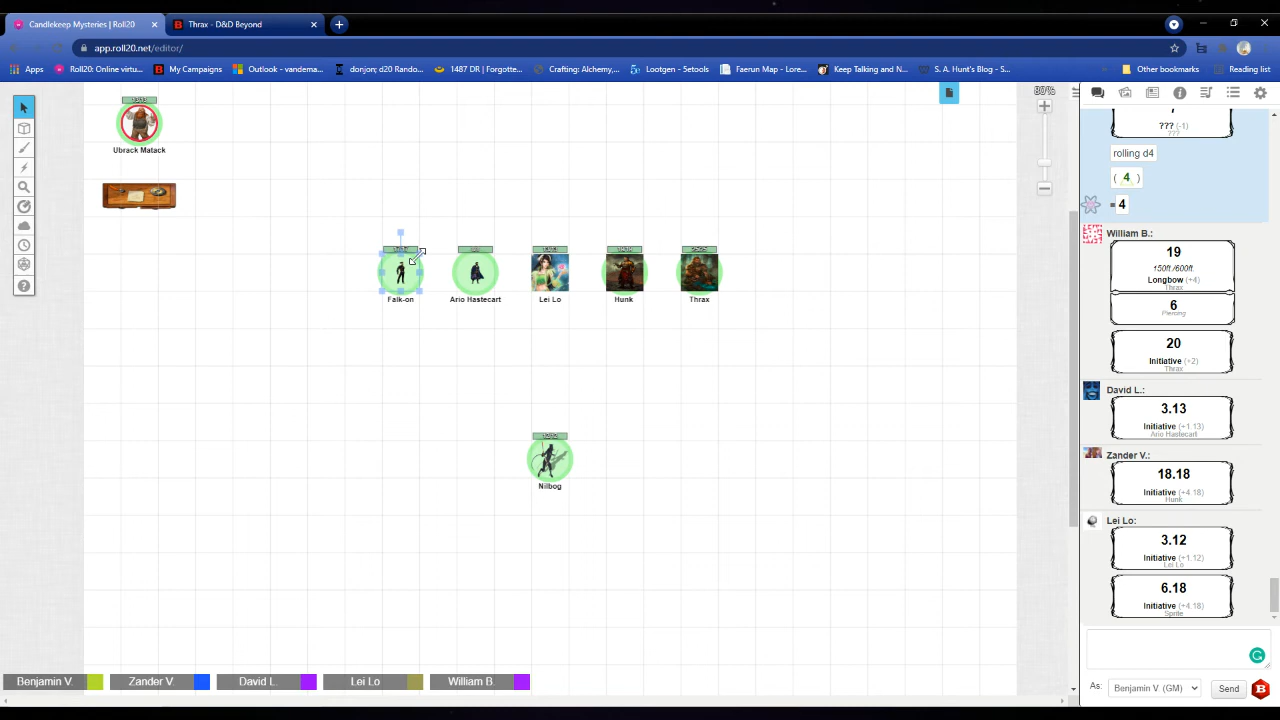 Candlekeep Mysteries | Roll20
Thrax - D&D Beyond
app.roll20.net/editor/
Apps
Roll20: Online virtu...
My Campaigns
Outlook - vandema...
donjon; d20 Rando...
1487 DR | Forgotte...
Crafting: Alchemy,...
Lootgen - 5etools
Faerun Map - Lore...
Keep Talking and N...
S. A. Hunt's Blog - S...
Other bookmarks
Reading list
80%
Ubrack Matack
Falk-on
Ario Hastecart
Lei Lo
Hunk
Thrax
Nilbog
??? (-1)
???
rolling d4
( 4 )
= 4
William B.:
19
150ft./600ft.
Longbow (+4)
Thrax
6
Piercing
20
Initiative (+2)
Thrax
David L.:
3.13
Initiative (+1.13)
Ario Hastecart
Zander V.:
18.18
Initiative (+4.18)
Hunk
Lei Lo:
3.12
Initiative (+1.12)
Lei Lo
6.18
Initiative (+4.18)
Sprite
Benjamin V.
Zander V.
David L.
Lei Lo
William B.
As:
Benjamin V. (GM)
Send